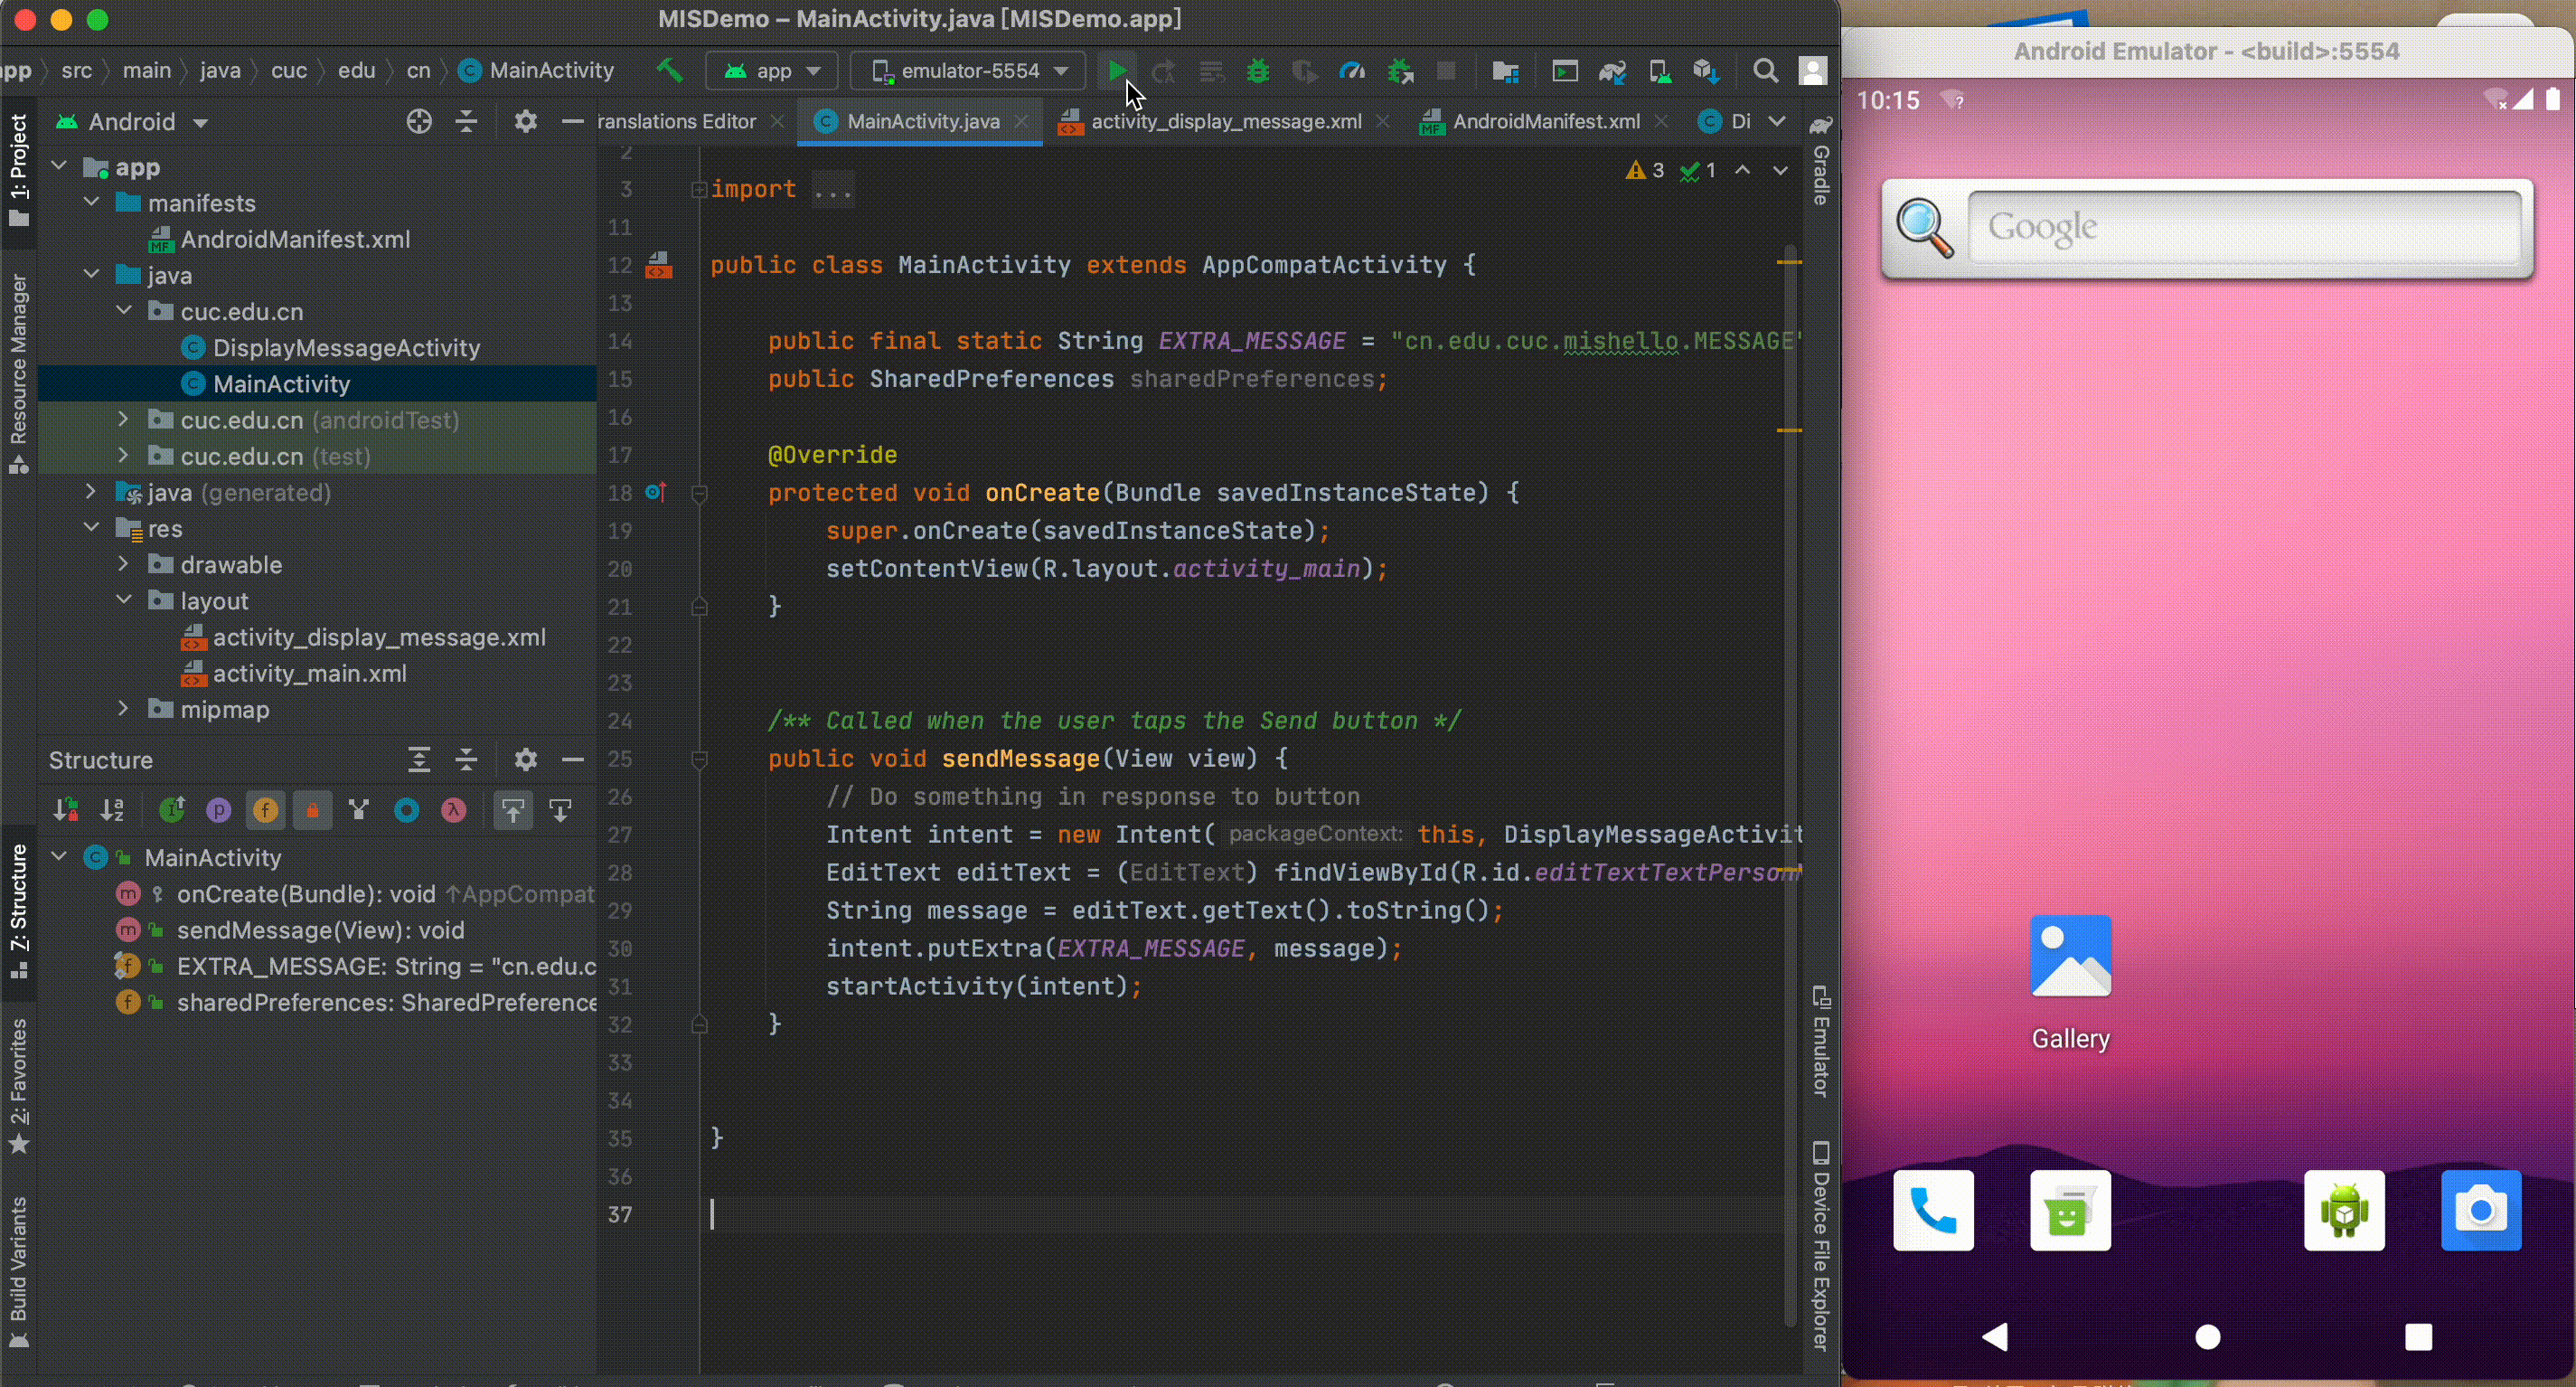 MISDemo – MainActivity.java [MISDemo.app]
app src main java cuc edu cn MainActivity app emulator-5554
1: Project
Resource Manager
7: Structure
2: Favorites
Build Variants
Android
app
manifests
AndroidManifest.xml
java
cuc.edu.cn
DisplayMessageActivity
MainActivity
cuc.edu.cn (androidTest)
cuc.edu.cn (test)
java (generated)
res
drawable
layout
activity_display_message.xml
activity_main.xml
mipmap
Structure
MainActivity
onCreate(Bundle): void ↑AppCompat
sendMessage(View): void
EXTRA_MESSAGE: String = "cn.edu.c
sharedPreferences: SharedPreference
ranslations Editor MainActivity.java activity_display_message.xml AndroidManifest.xml Di
3 1
2
3 import ...
11
12 public class MainActivity extends AppCompatActivity {
13
14 public final static String EXTRA_MESSAGE = "cn.edu.cuc.mishello.MESSAGE"
15 public SharedPreferences sharedPreferences;
16
17 @Override
18 protected void onCreate(Bundle savedInstanceState) {
19 super.onCreate(savedInstanceState);
20 setContentView(R.layout.activity_main);
21 }
22
23
24 /** Called when the user taps the Send button */
25 public void sendMessage(View view) {
26 // Do something in response to button
27 Intent intent = new Intent( packageContext: this, DisplayMessageActivit
28 EditText editText = (EditText) findViewById(R.id.editTextTextPerson
29 String message = editText.getText().toString();
30 intent.putExtra(EXTRA_MESSAGE, message);
31 startActivity(intent);
32 }
33
34
35 }
36
37
Gradle
Emulator
Device File Explorer
Android Emulator - <build>:5554
10:15
Google
Gallery